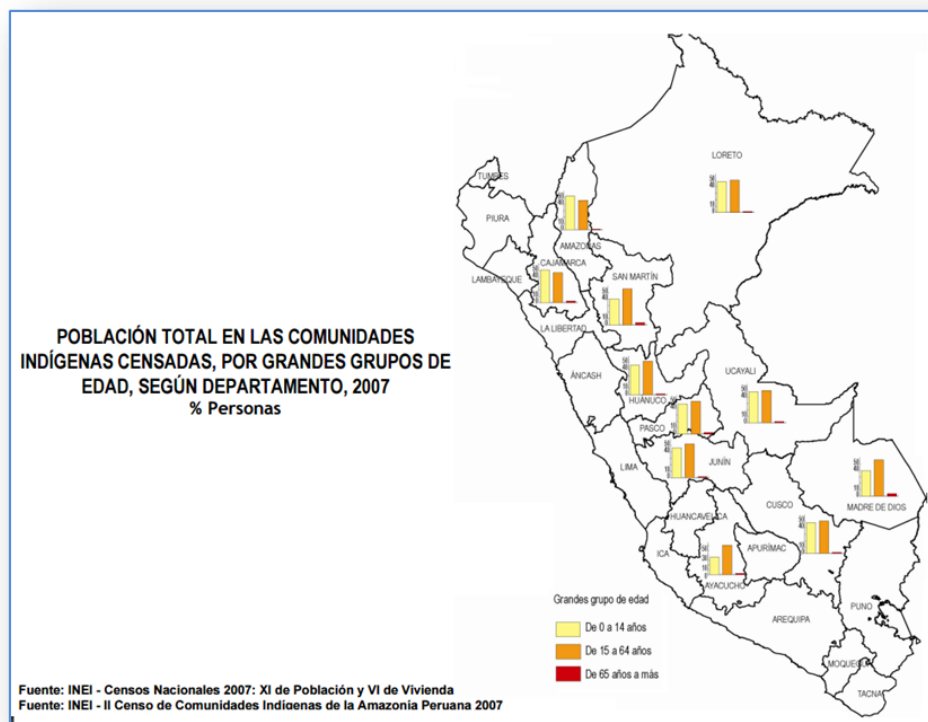 POBLACIÓN TOTAL EN LAS COMUNIDADES
INDÍGENAS CENSADAS, POR GRANDES GRUPOS DE
EDAD, SEGÚN DEPARTAMENTO, 2007
% Personas
LORETO
TUMBES
PIURA
AMAZONAS
CAJAMARCA
LAMBAYEQUE
SAN MARTÍN
LA LIBERTAD
ÁNCASH
UCAYALI
HUÁNUCO
PASCO
LIMA
JUNÍN
CUSCO
MADRE DE DIOS
HUANCAVELICA
ICA
APURÍMAC
AYACUCHO
PUNO
AREQUIPA
MOQUEGUA
TACNA
Grandes grupo de edad
De 0 a 14 años
De 15 a 64 años
De 65 años a más
Fuente: INEI - Censos Nacionales 2007: XI de Población y VI de Vivienda
Fuente: INEI - II Censo de Comunidades Indígenas de la Amazonia Peruana 2007